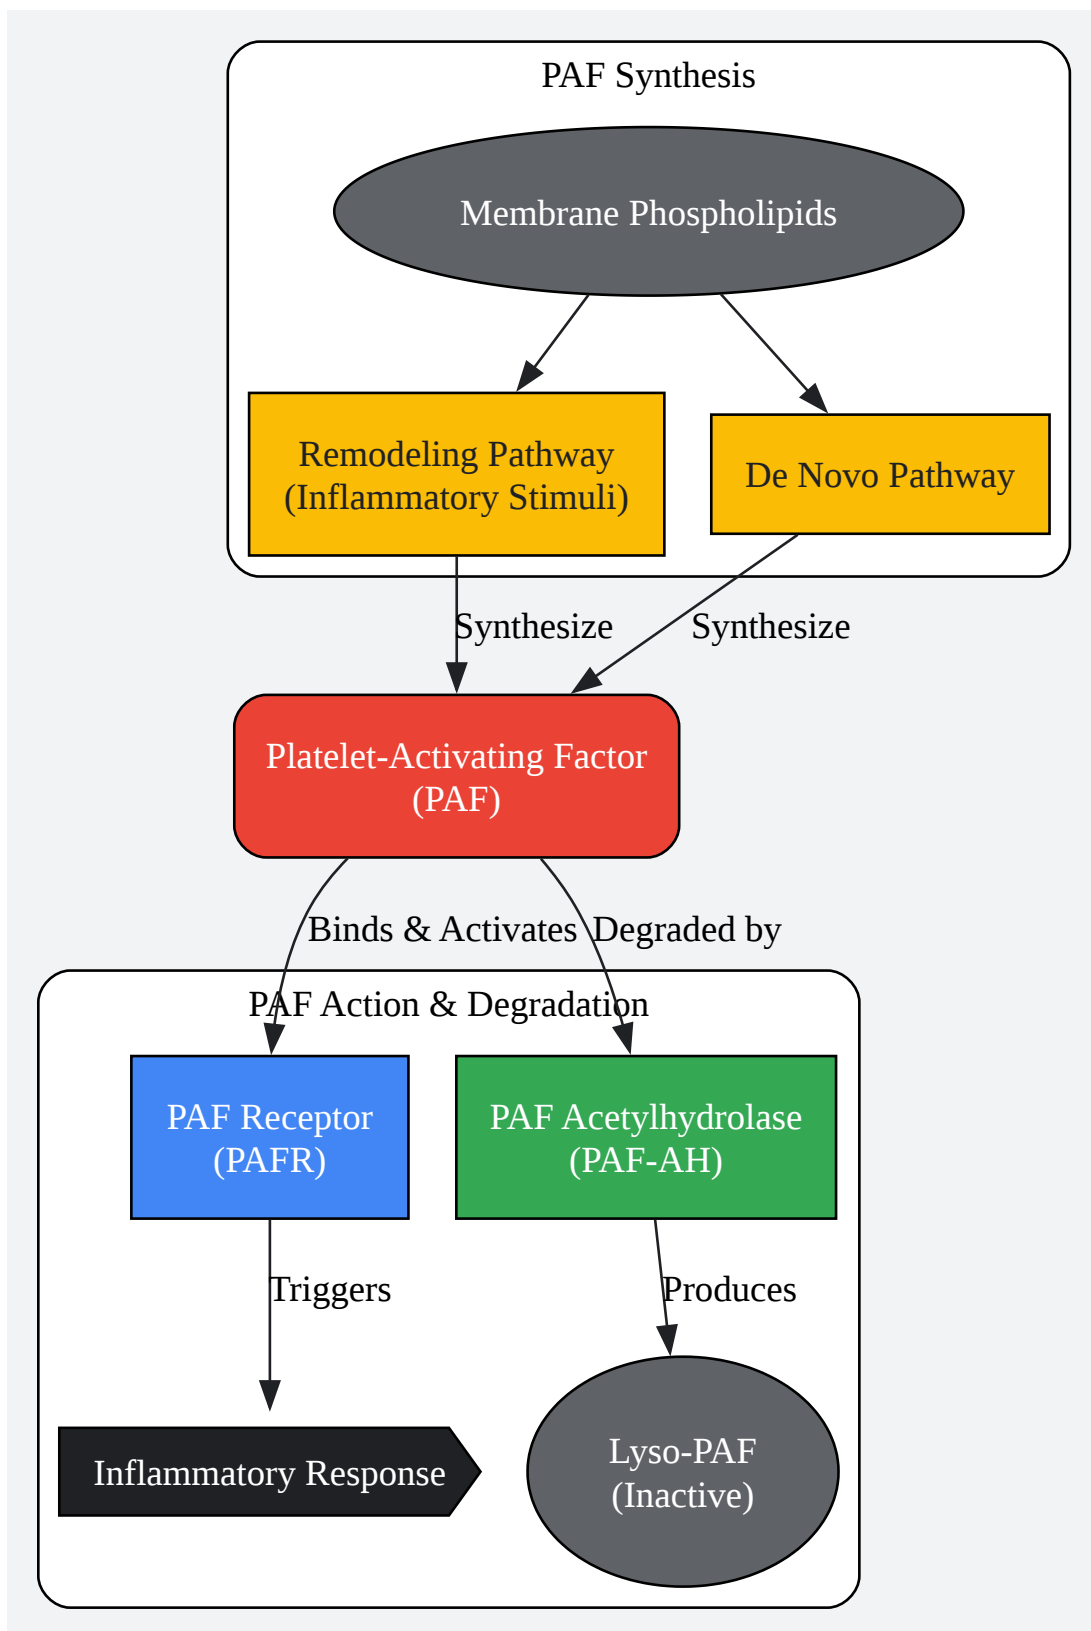 PAF Synthesis
Membrane Phospholipids
Remodeling Pathway
(Inflammatory Stimuli)
De Novo Pathway
Synthesize
Synthesize
Platelet-Activating Factor
(PAF)
Binds & Activates
Degraded by
PAF Action & Degradation
PAF Receptor
(PAFR)
PAF Acetylhydrolase
(PAF-AH)
Triggers
Produces
Inflammatory Response
Lyso-PAF
(Inactive)